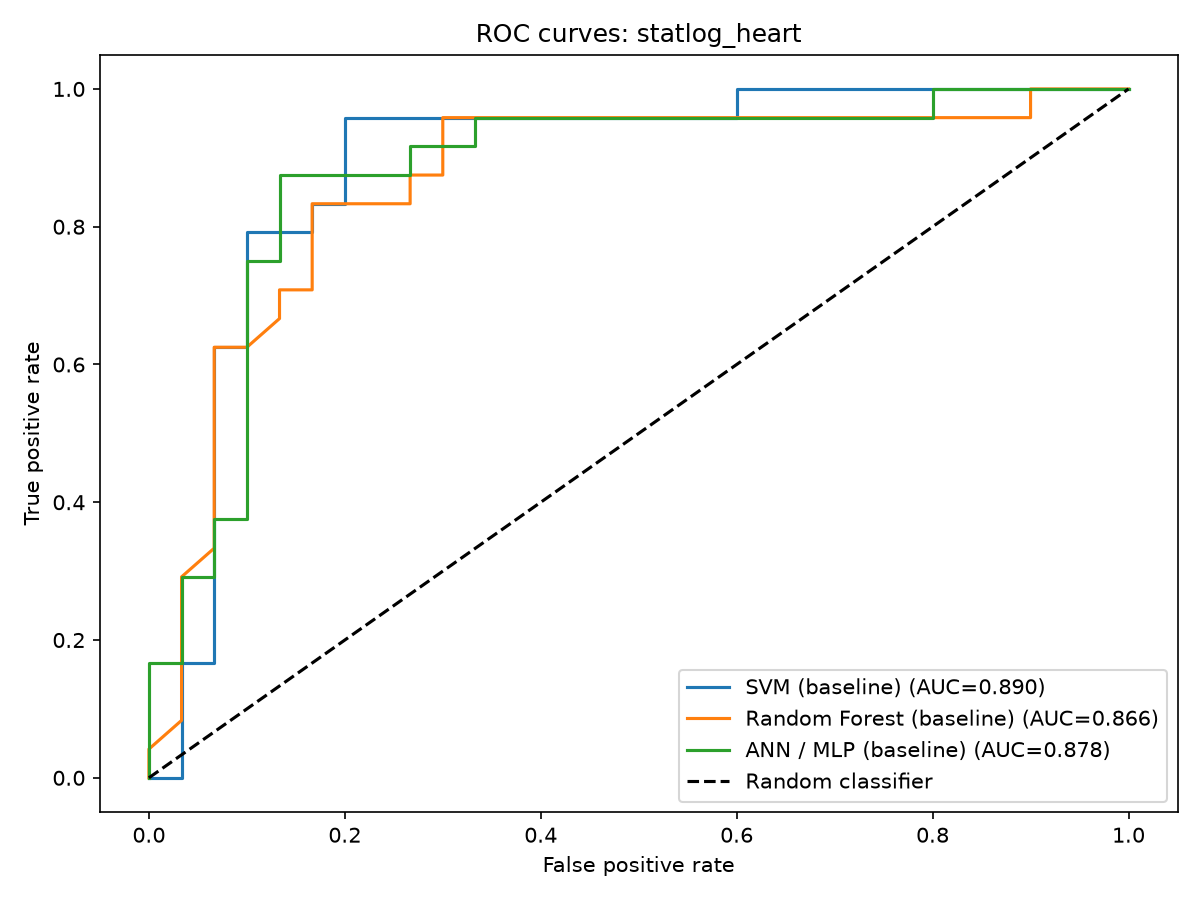 ROC curves: statlog_heart
True positive rate
1.0
0.8
0.6
0.4
0.2
0.0
SVM (baseline) (AUC=0.890)
Random Forest (baseline) (AUC=0.866)
ANN / MLP (baseline) (AUC=0.878)
Random classifier
0.0 0.2 0.4 0.6 0.8 1.0
False positive rate